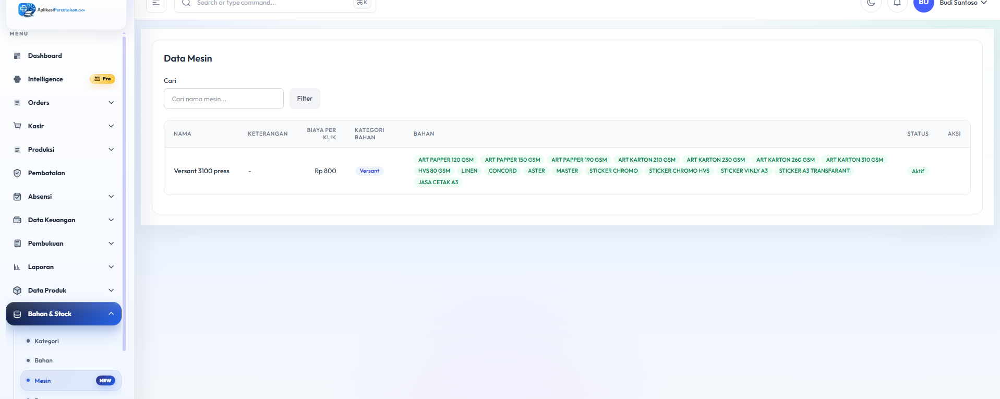 AplikasiPercetakan.com
Search or type command...
⌘K
BU
Budi Santoso
MENU
Dashboard
Intelligence
Pro
Orders
Kasir
Produksi
Pembatalan
Absensi
Data Keuangan
Pembukuan
Laporan
Data Produk
Bahan & Stock
Kategori
Bahan
Mesin
NEW
Data Mesin
Cari
Cari nama mesin...
Filter
NAMA
KETERANGAN
BIAYA PER
KLIK
KATEGORI
BAHAN
BAHAN
STATUS
AKSI
Versant 3100 press
-
Rp 800
Versant
ART PAPPER 120 GSM ART PAPPER 150 GSM ART PAPPER 190 GSM ART KARTON 210 GSM ART KARTON 230 GSM ART KARTON 260 GSM ART KARTON 310 GSM
HVS 80 GSM LINEN CONCORD ASTER MASTER STICKER CHROMO STICKER CHROMO HVS STICKER VINLY A3 STICKER A3 TRANSFARANT
JASA CETAK A3
Aktif